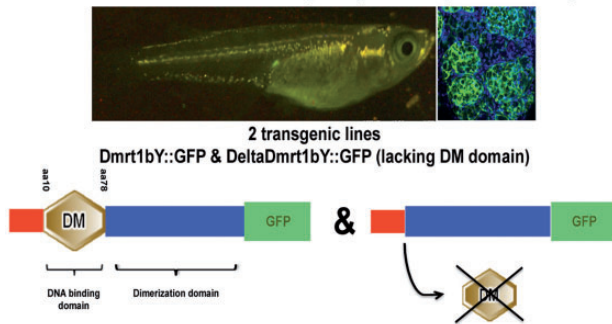 2 transgenic lines
Dmrt1bY::GFP & DeltaDmrt1bY::GFP (lacking DM domain)
aa10
aa78
DM
GFP
&
GFP
DNA binding
domain
Dimerization domain
DM